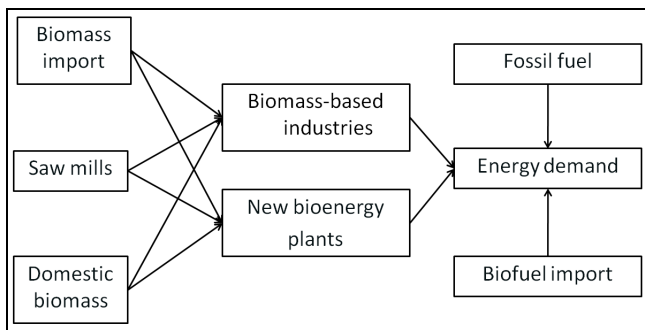 Biomass
import
Saw mills
Domestic
biomass
Biomass-based
industries
New bioenergy
plants
Fossil fuel
Energy demand
Biofuel import